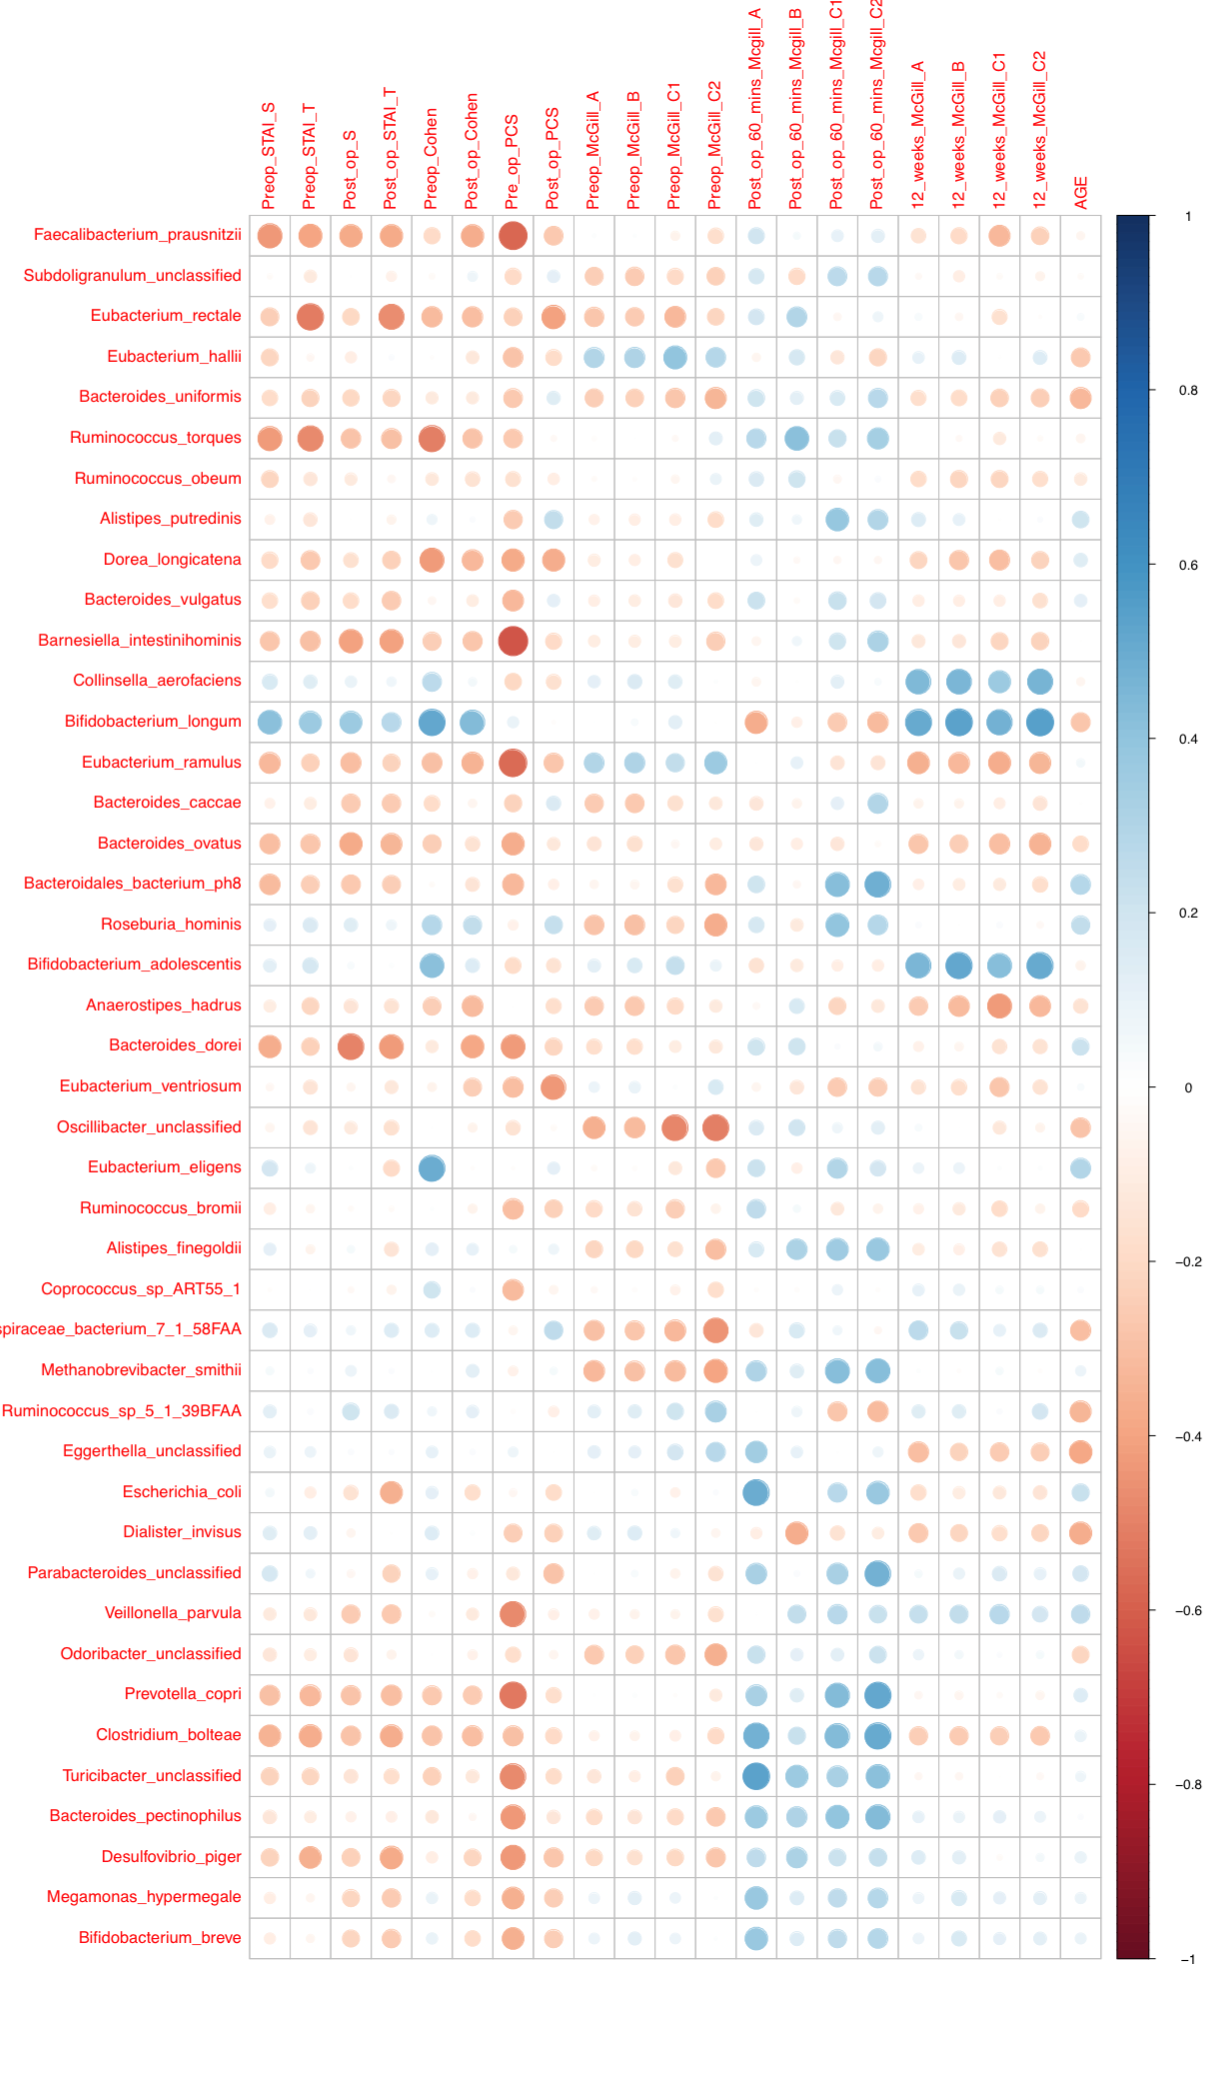 Preop_STAI_S
Preop_STAI_T
Post_op_S
Post_op_STAI_T
Preop_Cohen
Post_op_Cohen
Pre_op_PCS
Post_op_PCS
Preop_McGill_A
Preop_McGill_B
Preop_McGill_C1
Preop_McGill_C2
Post_op_60_mins_Mcgill_A
Post_op_60_mins_Mcgill_B
Post_op_60_mins_Mcgill_C1
Post_op_60_mins_Mcgill_C2
12_weeks_McGill_A
12_weeks_McGill_B
12_weeks_McGill_C1
12_weeks_McGill_C2
AGE
Faecalibacterium_prausnitzii
Subdoligranulum_unclassified
Eubacterium_rectale
Eubacterium_hallii
Bacteroides_uniformis
Ruminococcus_torques
Ruminococcus_obeum
Alistipes_putredinis
Dorea_longicatena
Bacteroides_vulgatus
Barnesiella_intestinihominis
Collinsella_aerofaciens
Bifidobacterium_longum
Eubacterium_ramulus
Bacteroides_caccae
Bacteroides_ovatus
Bacteroidales_bacterium_ph8
Roseburia_hominis
Bifidobacterium_adolescentis
Anaerostipes_hadrus
Bacteroides_dorei
Eubacterium_ventriosum
Oscillibacter_unclassified
Eubacterium_eligens
Ruminococcus_bromii
Alistipes_finegoldii
Coprococcus_sp_ART55_1
spiraceae_bacterium_7_1_58FAA
Methanobrevibacter_smithii
Ruminococcus_sp_5_1_39BFAA
Eggerthella_unclassified
Escherichia_coli
Dialister_invisus
Parabacteroides_unclassified
Veillonella_parvula
Odoribacter_unclassified
Prevotella_copri
Clostridium_bolteae
Turicibacter_unclassified
Bacteroides_pectinophilus
Desulfovibrio_piger
Megamonas_hypermegale
Bifidobacterium_breve
1
0.8
0.6
0.4
0.2
0
−0.2
−0.4
−0.6
−0.8
−1